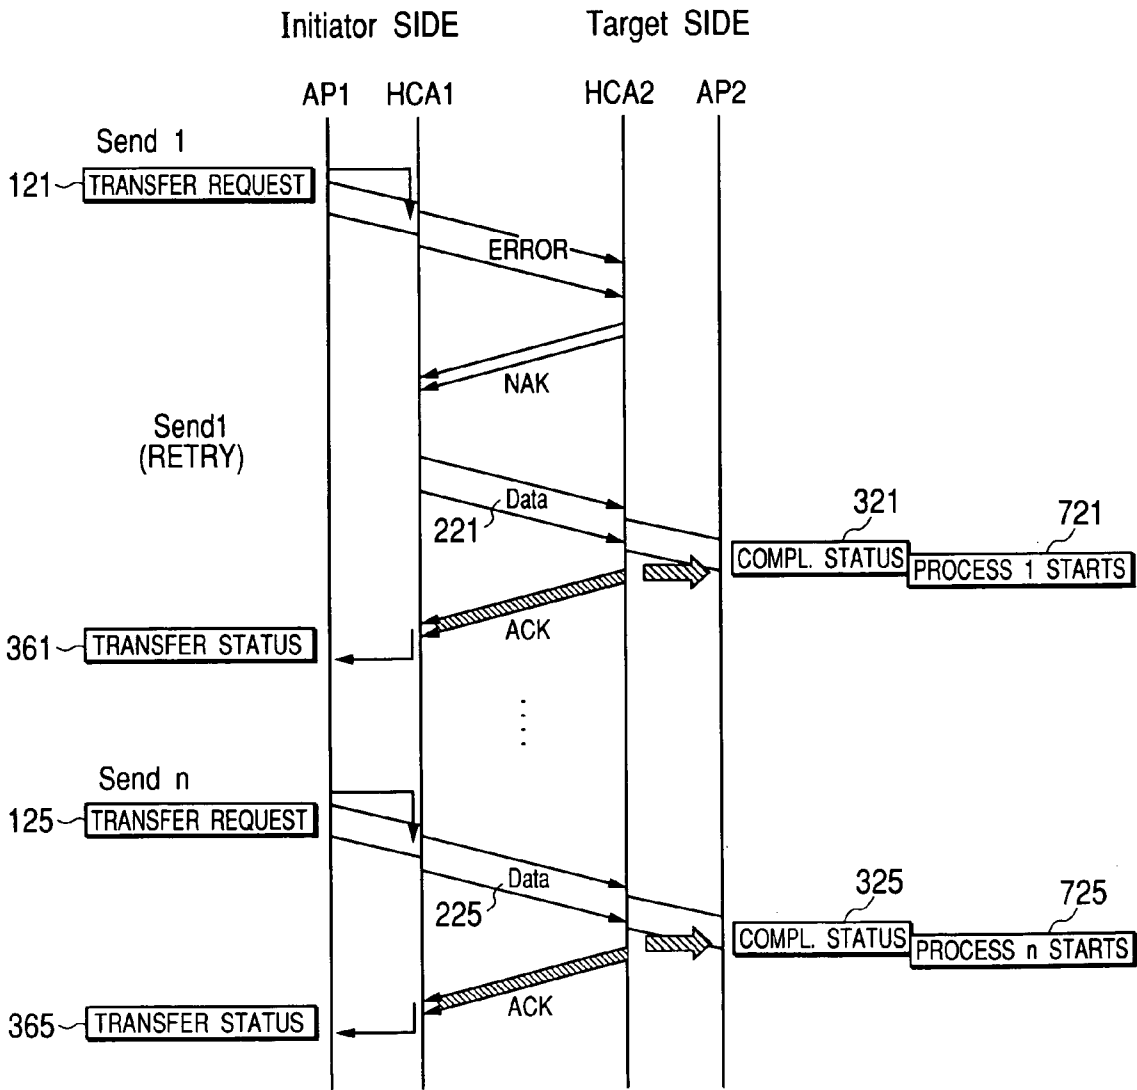 Initiator SIDE
Target SIDE
AP1
HCA1
HCA2
AP2
Send 1
121
TRANSFER REQUEST
ERROR
NAK
Send1
(RETRY)
Data
221
321
721
COMPL. STATUS
PROCESS 1 STARTS
ACK
361
TRANSFER STATUS
Send n
125
TRANSFER REQUEST
Data
225
325
725
COMPL. STATUS
PROCESS n STARTS
ACK
365
TRANSFER STATUS